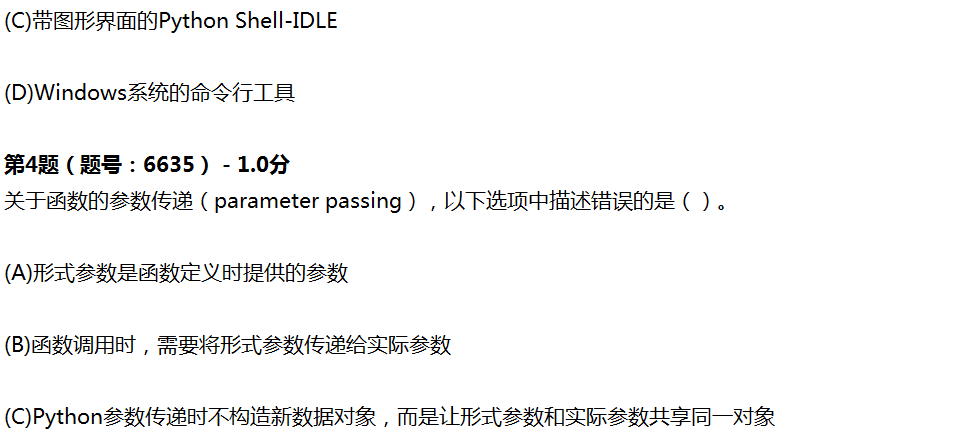 (C)带图形界面的Python Shell-IDLE
(D)Windows系统的命令行工具
第4题（题号：6635） - 1.0分
关于函数的参数传递（parameter passing），以下选项中描述错误的是（ ）。
(A)形式参数是函数定义时提供的参数
(B)函数调用时，需要将形式参数传递给实际参数
(C)Python参数传递时不构造新数据对象，而是让形式参数和实际参数共享同一对象